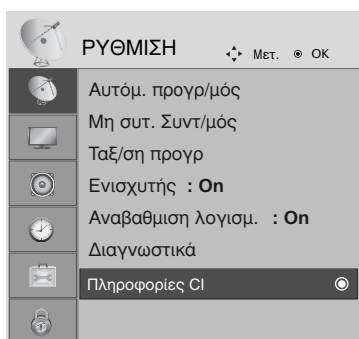 ΡΥΘΜΙΣΗ Μετ. OK
Αυτόμ. προγρ/μός
Μη συτ. Συντ/μός
Ταξ/ση προγρ
Ενισχυτής : On
Αναβαθμιση λογισμ. : On
Διαγνωστικά
Πληροφορίες CI